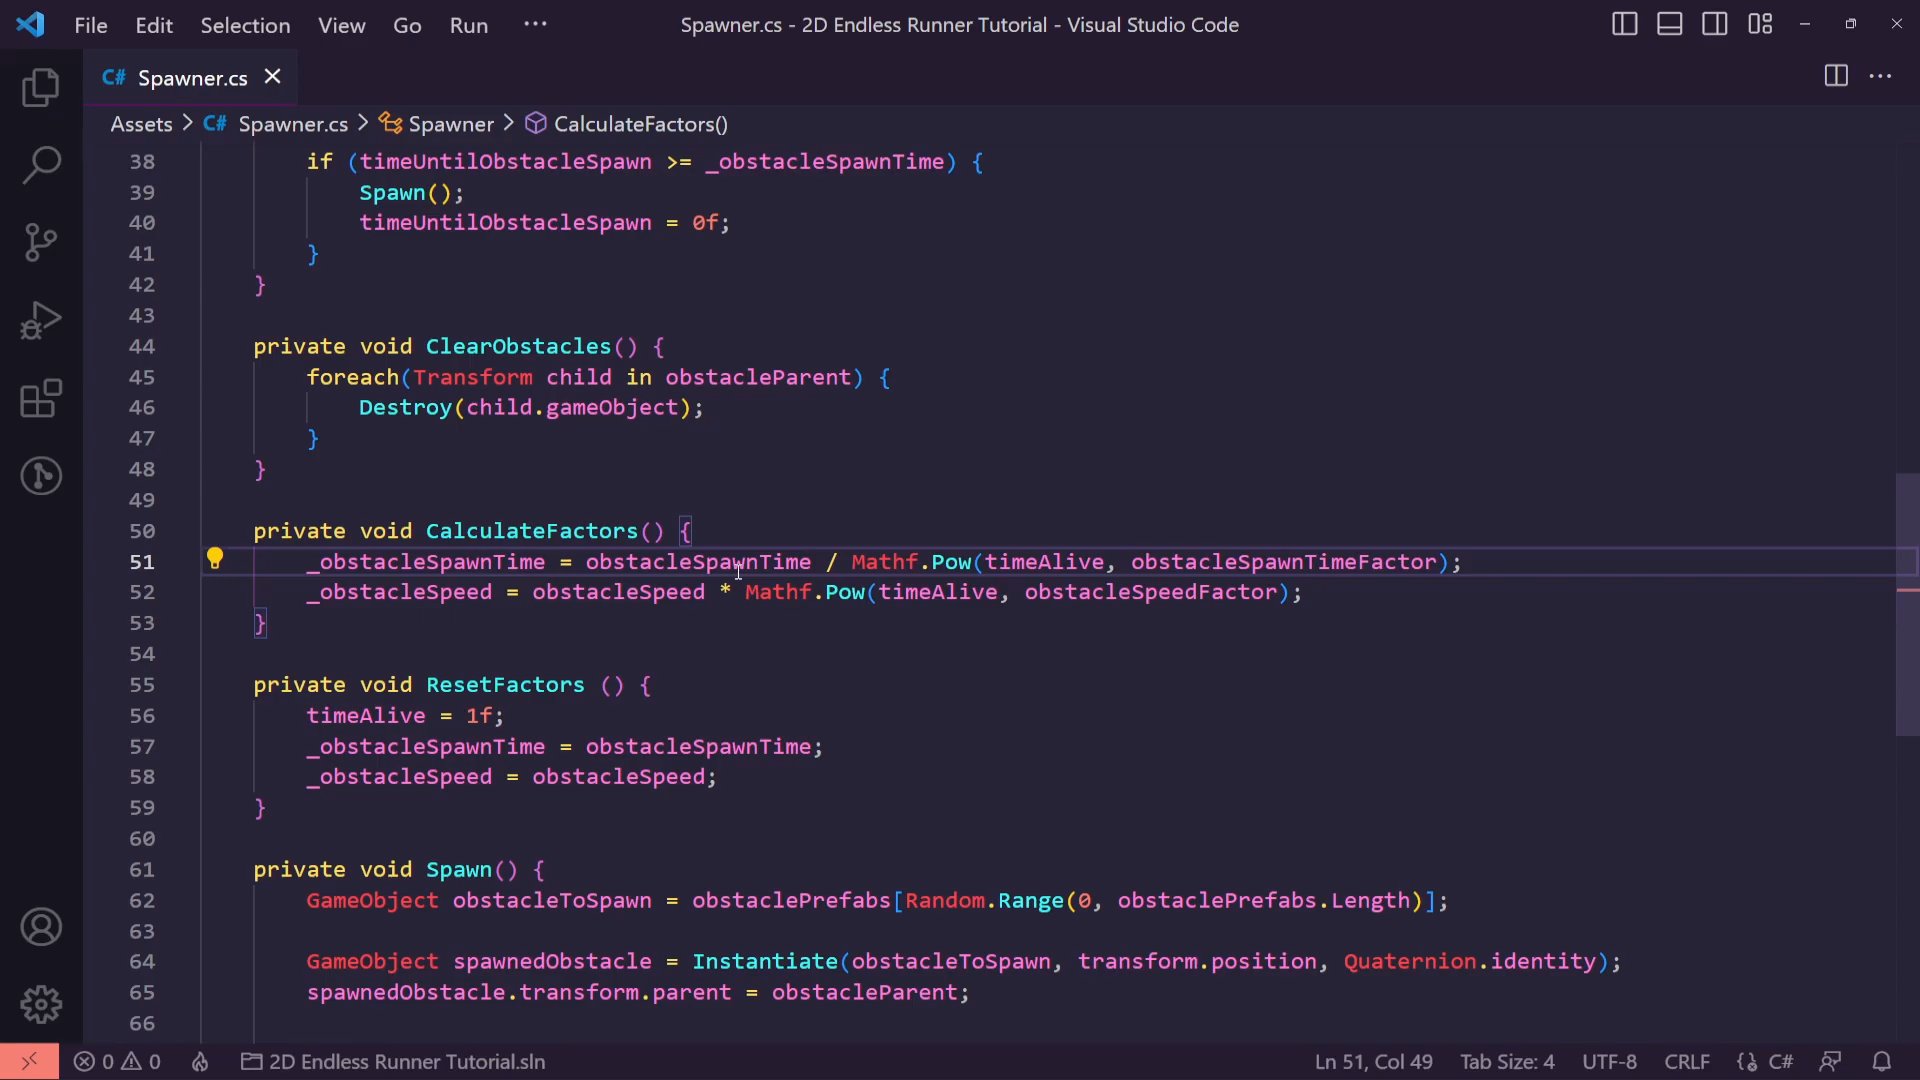 File Edit Selection View Go Run ··· Spawner.cs - 2D Endless Runner Tutorial - Visual Studio Code
C# Spawner.cs
Assets > C# Spawner.cs > Spawner > CalculateFactors()
38 if (timeUntilObstacleSpawn >= _obstacleSpawnTime) {
39 Spawn();
40 timeUntilObstacleSpawn = 0f;
41 }
42 }
43
44 private void ClearObstacles() {
45 foreach(Transform child in obstacleParent) {
46 Destroy(child.gameObject);
47 }
48 }
49
50 private void CalculateFactors() {
51 _obstacleSpawnTime = obstacleSpawnTime / Mathf.Pow(timeAlive, obstacleSpawnTimeFactor);
52 _obstacleSpeed = obstacleSpeed * Mathf.Pow(timeAlive, obstacleSpeedFactor);
53 }
54
55 private void ResetFactors () {
56 timeAlive = 1f;
57 _obstacleSpawnTime = obstacleSpawnTime;
58 _obstacleSpeed = obstacleSpeed;
59 }
60
61 private void Spawn() {
62 GameObject obstacleToSpawn = obstaclePrefabs[Random.Range(0, obstaclePrefabs.Length)];
63
64 GameObject spawnedObstacle = Instantiate(obstacleToSpawn, transform.position, Quaternion.identity);
65 spawnedObstacle.transform.parent = obstacleParent;
66
0 0 2D Endless Runner Tutorial.sln Ln 51, Col 49 Tab Size: 4 UTF-8 CRLF C#